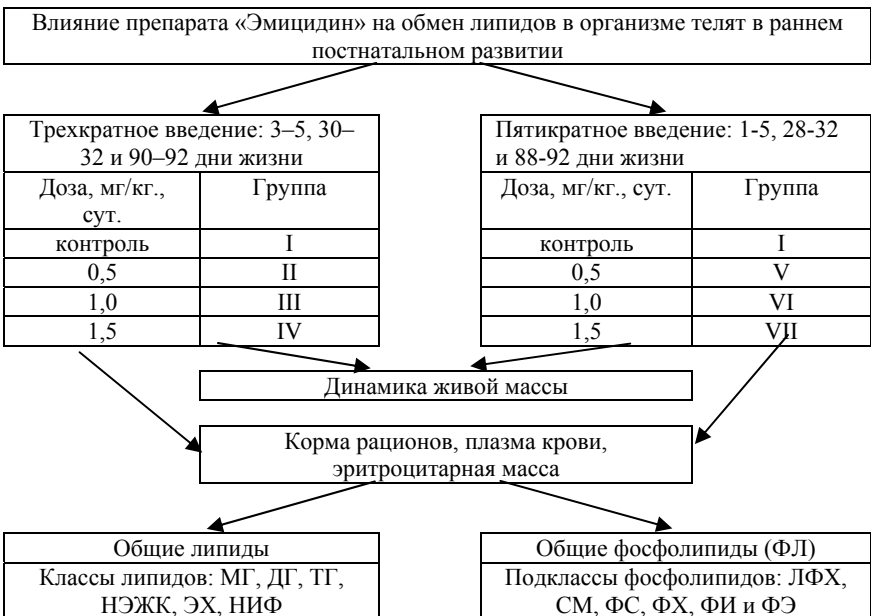 Влияние препарата «Эмицидин» на обмен липидов в организме телят в раннем
постнатальном развитии
Трехкратное введение: 3–5, 30–
32 и 90–92 дни жизни
Доза, мг/кг., Группа
сут.
контроль I
0,5 II
1,0 III
1,5 IV
Пятикратное введение: 1-5, 28-32
и 88-92 дни жизни
Доза, мг/кг., сут. Группа
контроль I
0,5 V
1,0 VI
1,5 VII
Динамика живой массы
Корма рационов, плазма крови,
эритроцитарная масса
Общие липиды
Классы липидов: МГ, ДГ, ТГ,
НЭЖК, ЭХ, НИФ
Общие фосфолипиды (ФЛ)
Подклассы фосфолипидов: ЛФХ,
СМ, ФС, ФХ, ФИ и ФЭ